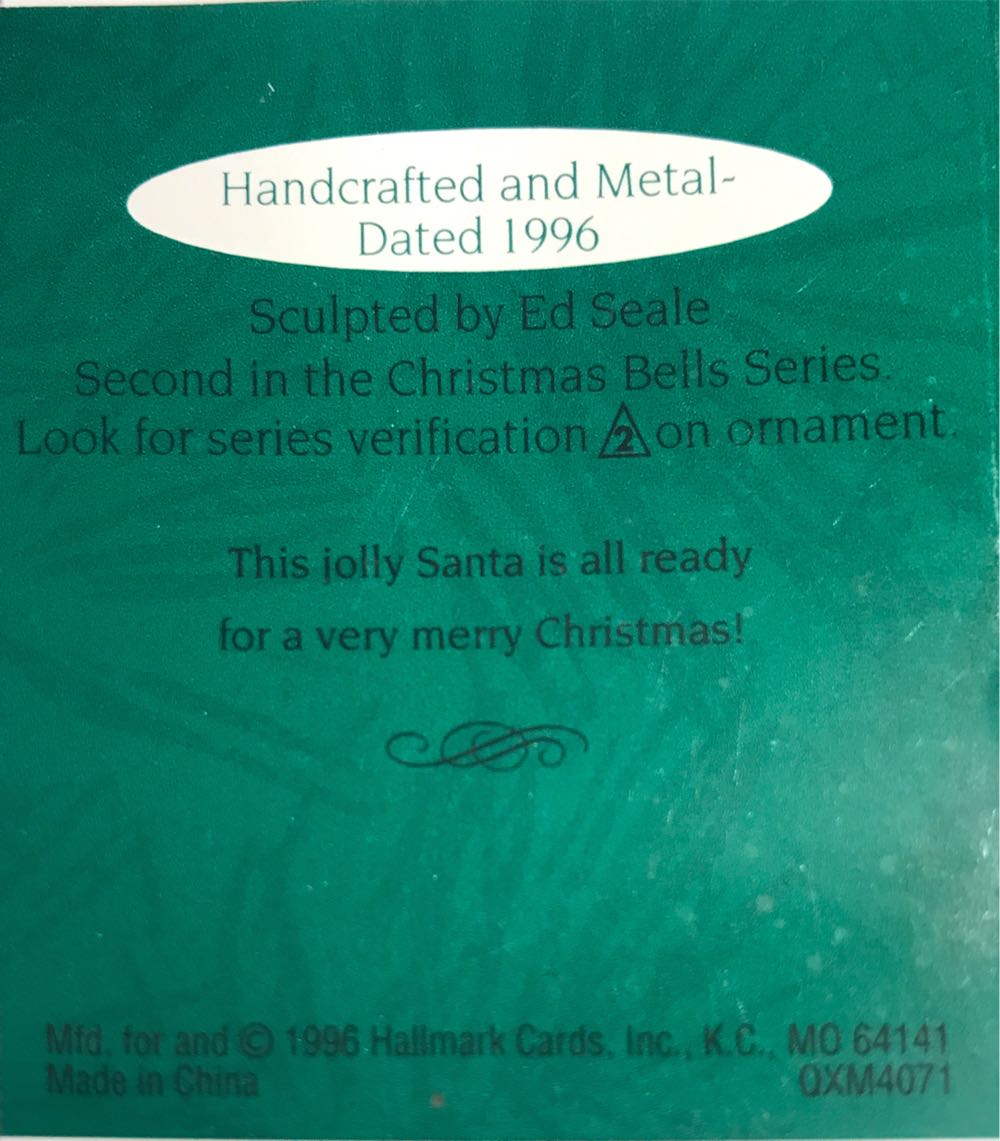 Handcrafted and Metal-
Dated 1996
Sculpted by Ed Seale
Second in the Christmas Bells Series.
Look for series verification 2 on ornament.
This jolly Santa is all ready
for a very merry Christmas!
Mfd. for and © 1996 Hallmark Cards, Inc., K.C., MO 64141
Made in China QXM4071